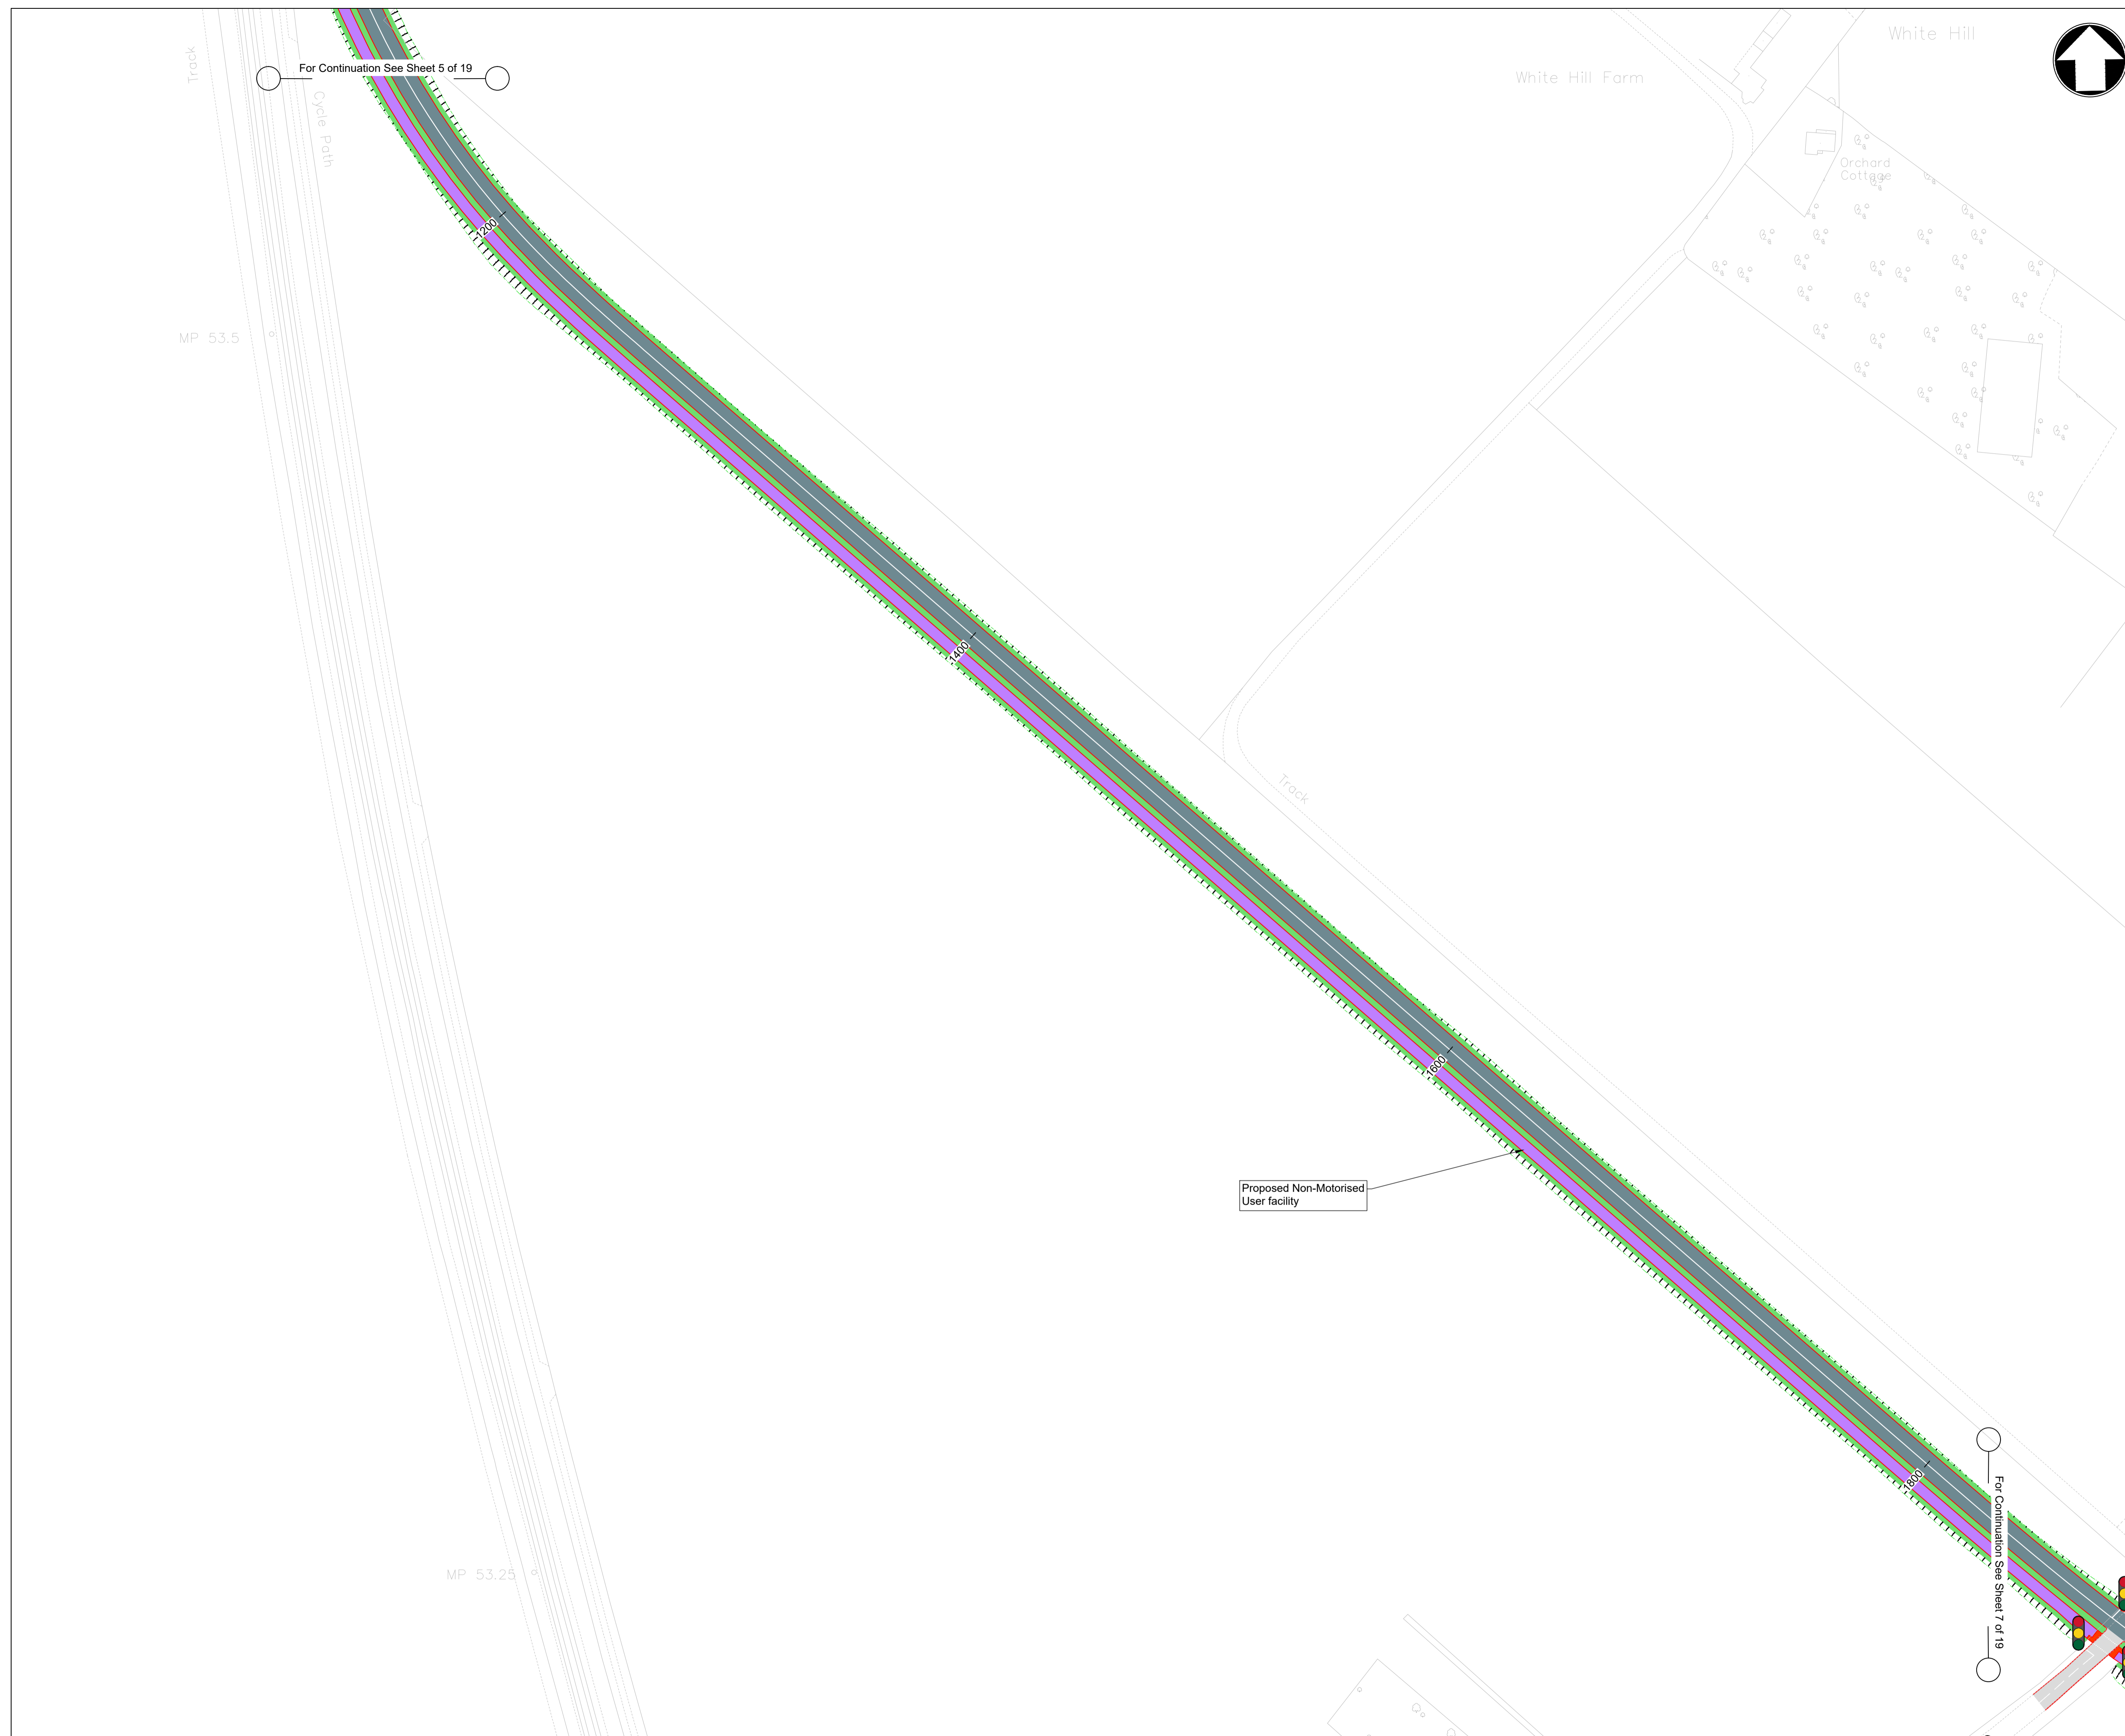 White Hill
Track
For Continuation See Sheet 5 of 19
White Hill Farm
Cycle Path
Orchard
Cottage
1200
MP 53.5
1400
Track
1600
Proposed Non-Motorised
User facility
1800
For Continuation See Sheet 7 of 19
MP 53.25